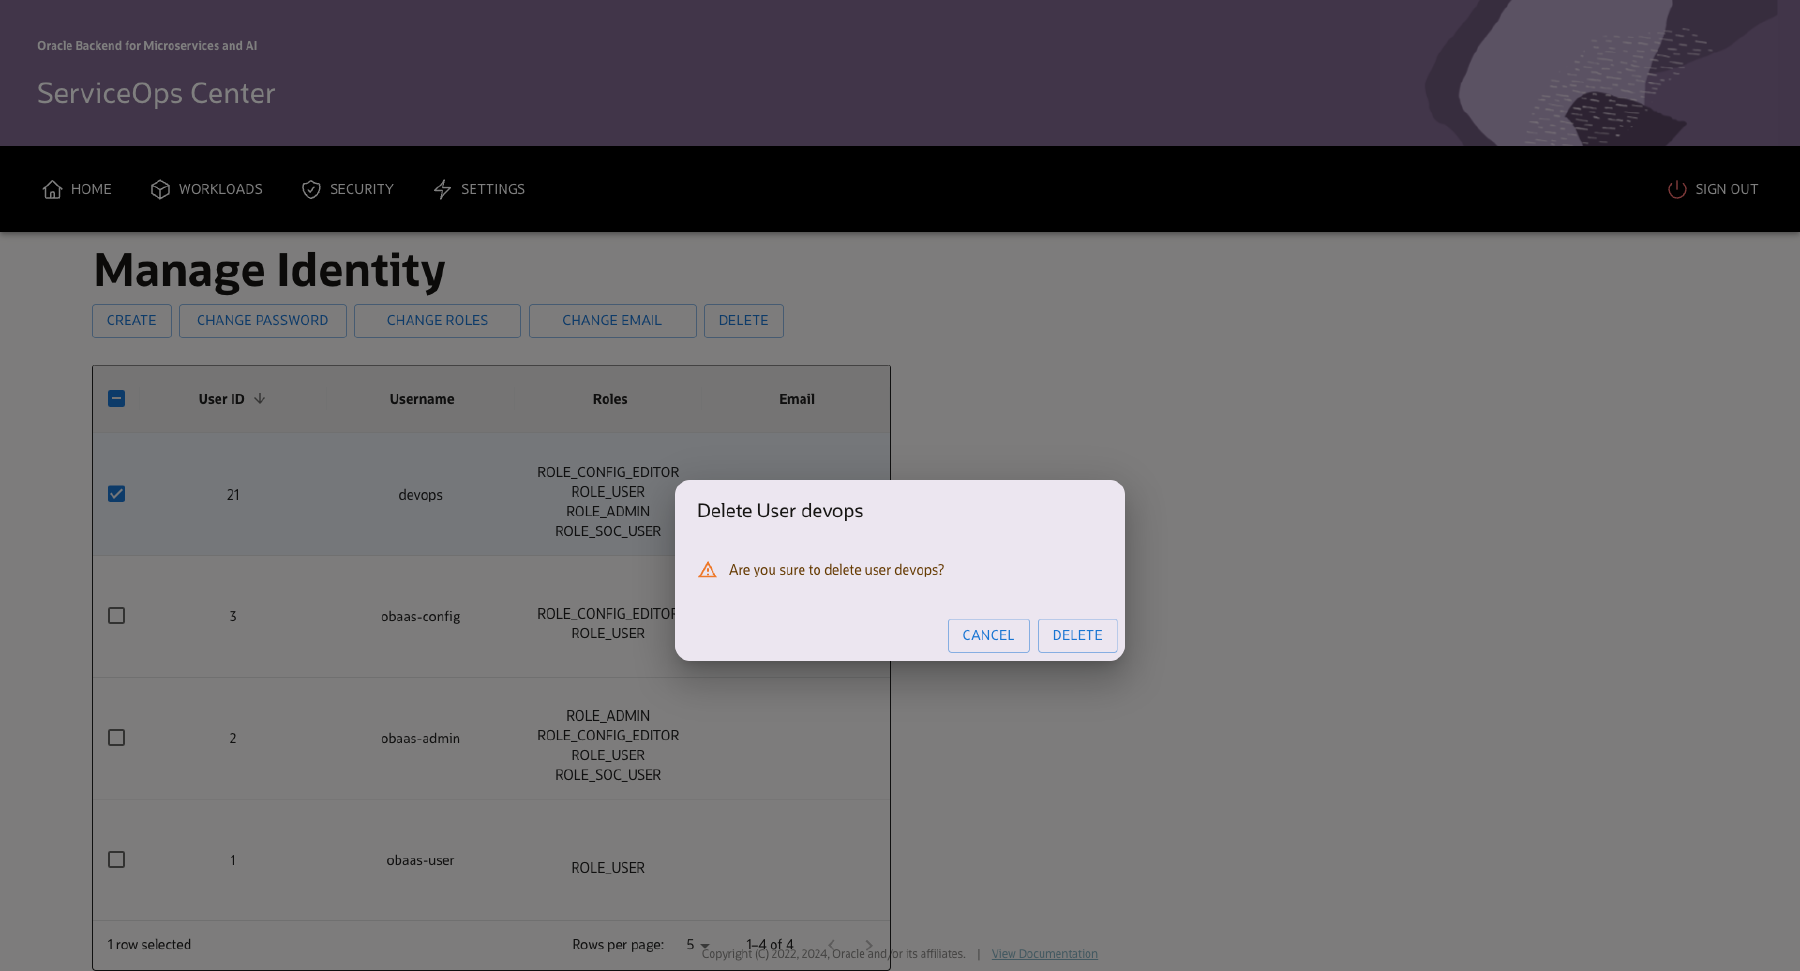 Oracle Backend for Microservices and AI
ServiceOps Center
HOME WORKLOADS SECURITY SETTINGS SIGN OUT
Manage Identity
CREATE CHANGE PASSWORD CHANGE ROLES CHANGE EMAIL DELETE
User ID Username Roles Email
21 devops ROLE_CONFIG_EDITOR
ROLE_USER
ROLE_ADMIN
ROLE_SOC_USER
Delete User devops
Are you sure to delete user devops?
CANCEL DELETE
3 obaas-config ROLE_CONFIG_EDITOR
ROLE_USER
2 obaas-admin ROLE_ADMIN
ROLE_CONFIG_EDITOR
ROLE_USER
ROLE_SOC_USER
1 obaas-user ROLE_USER
1 row selected Rows per page: 5 1–4 of 4
Copyright (C) 2022, 2024, Oracle and/or its affiliates. | View Documentation